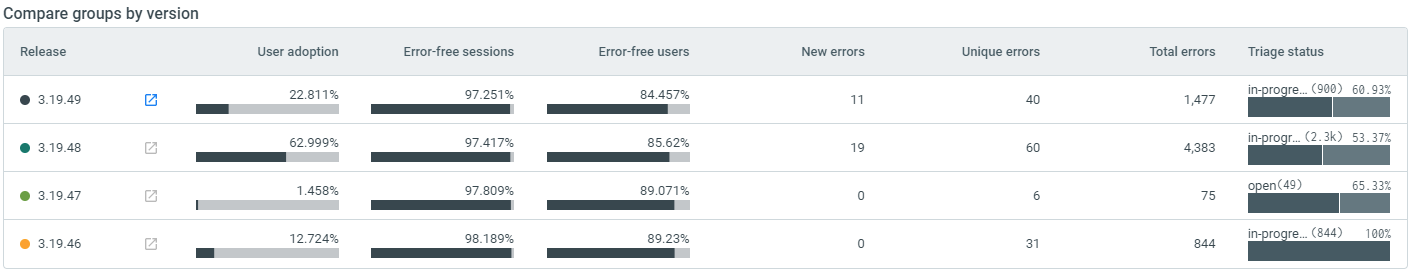 Compare groups by version
Release User adoption Error-free sessions Error-free users New errors Unique errors Total errors Triage status
3.19.49 22.811% 97.251% 84.457% 11 40 1,477 in-progre... (900) 60.93%
3.19.48 62.999% 97.417% 85.62% 19 60 4,383 in-progr... (2.3k) 53.37%
3.19.47 1.458% 97.809% 89.071% 0 6 75 open(49) 65.33%
3.19.46 12.724% 98.189% 89.23% 0 31 844 in-progre... (844) 100%